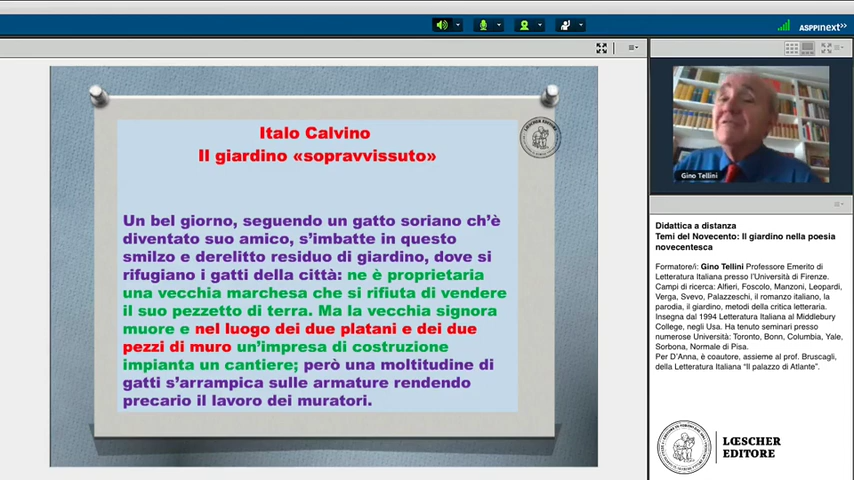 ASPPInext>>
Italo Calvino
Il giardino «sopravvissuto»
Un bel giorno, seguendo un gatto soriano ch'è
diventato suo amico, s'imbatte in questo
smilzo e derelitto residuo di giardino, dove si
rifugiano i gatti della città: ne è proprietaria
una vecchia marchesa che si rifiuta di vendere
il suo pezzetto di terra. Ma la vecchia signora
muore e nel luogo dei due platani e dei due
pezzi di muro un'impresa di costruzione
impianta un cantiere; però una moltitudine di
gatti s'arrampica sulle armature rendendo
precario il lavoro dei muratori.
Gino Tellini
Didattica a distanza
Temi del Novecento: Il giardino nella poesia
novecentesca
Formatore/i: Gino Tellini Professore Emerito di
Letteratura Italiana presso l'Università di Firenze.
Campi di ricerca: Alfieri, Foscolo, Manzoni, Leopardi,
Verga, Svevo, Palazzeschi, il romanzo italiano, la
parodia, il giardino, metodi della critica letteraria.
Insegna dal 1994 Letteratura Italiana al Middlebury
College, negli Usa. Ha tenuto seminari presso
numerose Università: Toronto, Bonn, Columbia, Yale,
Sorbona, Normale di Pisa.
Per D'Anna, è coautore, assieme al prof. Bruscagli,
della Letteratura Italiana "Il palazzo di Atlante".
LŒSCHER
EDITORE